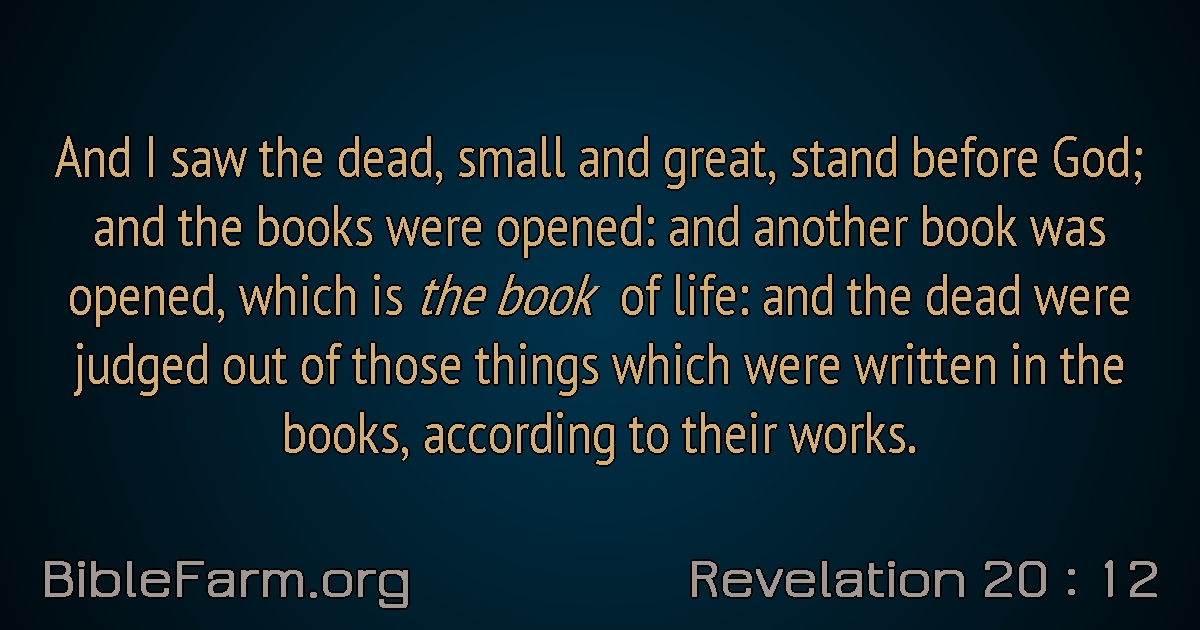 And I saw the dead, small and great, stand before God;
and the books were opened: and another book was
opened, which is the book of life: and the dead were
judged out of those things which were written in the
books, according to their works.
BibleFarm.org
Revelation 20 : 12